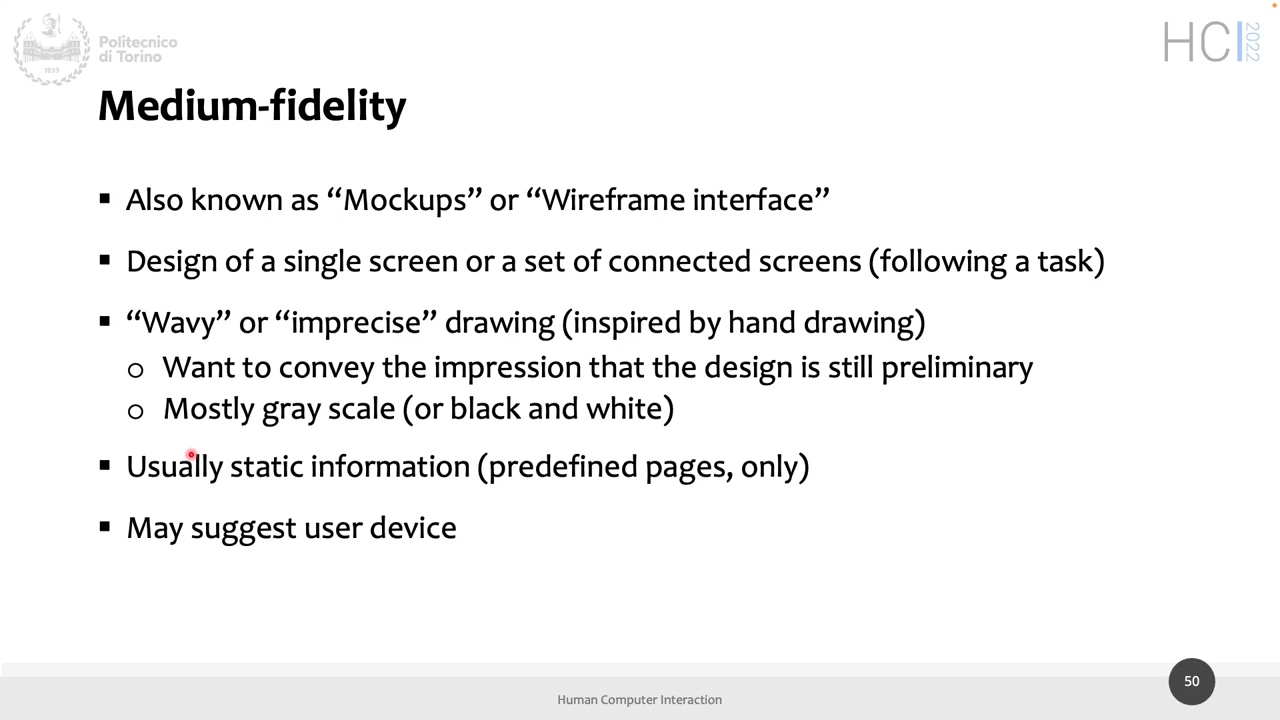 Politecnico
di Torino
1859
HCI 2022
Medium-fidelity
▪ Also known as “Mockups” or “Wireframe interface”
▪ Design of a single screen or a set of connected screens (following a task)
▪ “Wavy” or “imprecise” drawing (inspired by hand drawing)
o Want to convey the impression that the design is still preliminary
o Mostly gray scale (or black and white)
▪ Usually static information (predefined pages, only)
▪ May suggest user device
Human Computer Interaction
50